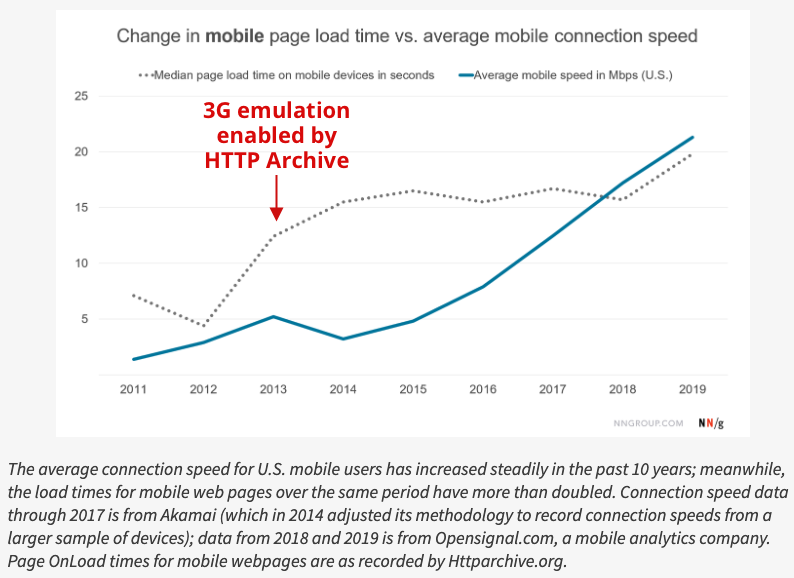 Change in mobile page load time vs. average mobile connection speed
Median page load time on mobile devices in seconds Average mobile speed in Mbps (U.S.)
25
3G emulation
enabled by
HTTP Archive
20
15
10
5
2011 2012 2013 2014 2015 2016 2017 2018 2019
NNGROUP.COM NN/g
The average connection speed for U.S. mobile users has increased steadily in the past 10 years; meanwhile,
the load times for mobile web pages over the same period have more than doubled. Connection speed data
through 2017 is from Akamai (which in 2014 adjusted its methodology to record connection speeds from a
larger sample of devices); data from 2018 and 2019 is from Opensignal.com, a mobile analytics company.
Page OnLoad times for mobile webpages are as recorded by Httparchive.org.